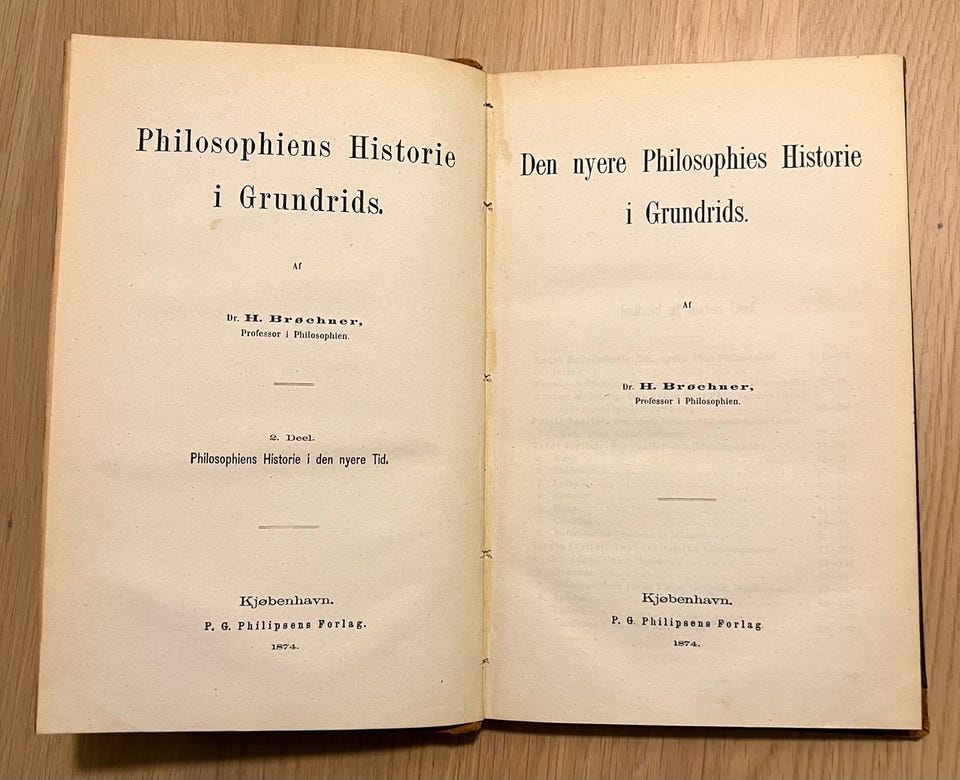 Philosophiens Historie
i Grundrids.
Af
Dr. H. Brøchner,
Professor i Philosophien.
2. Deel.
Philosophiens Historie i den nyere Tid.
Kjøbenhavn.
P. G. Philipsens Forlag.
1874.
Den nyere Philosophies Historie
i Grundrids.
Af
Dr. H. Brøchner,
Professor i Philosophien.
Kjøbenhavn.
P. G. Philipsens Forlag
1874.